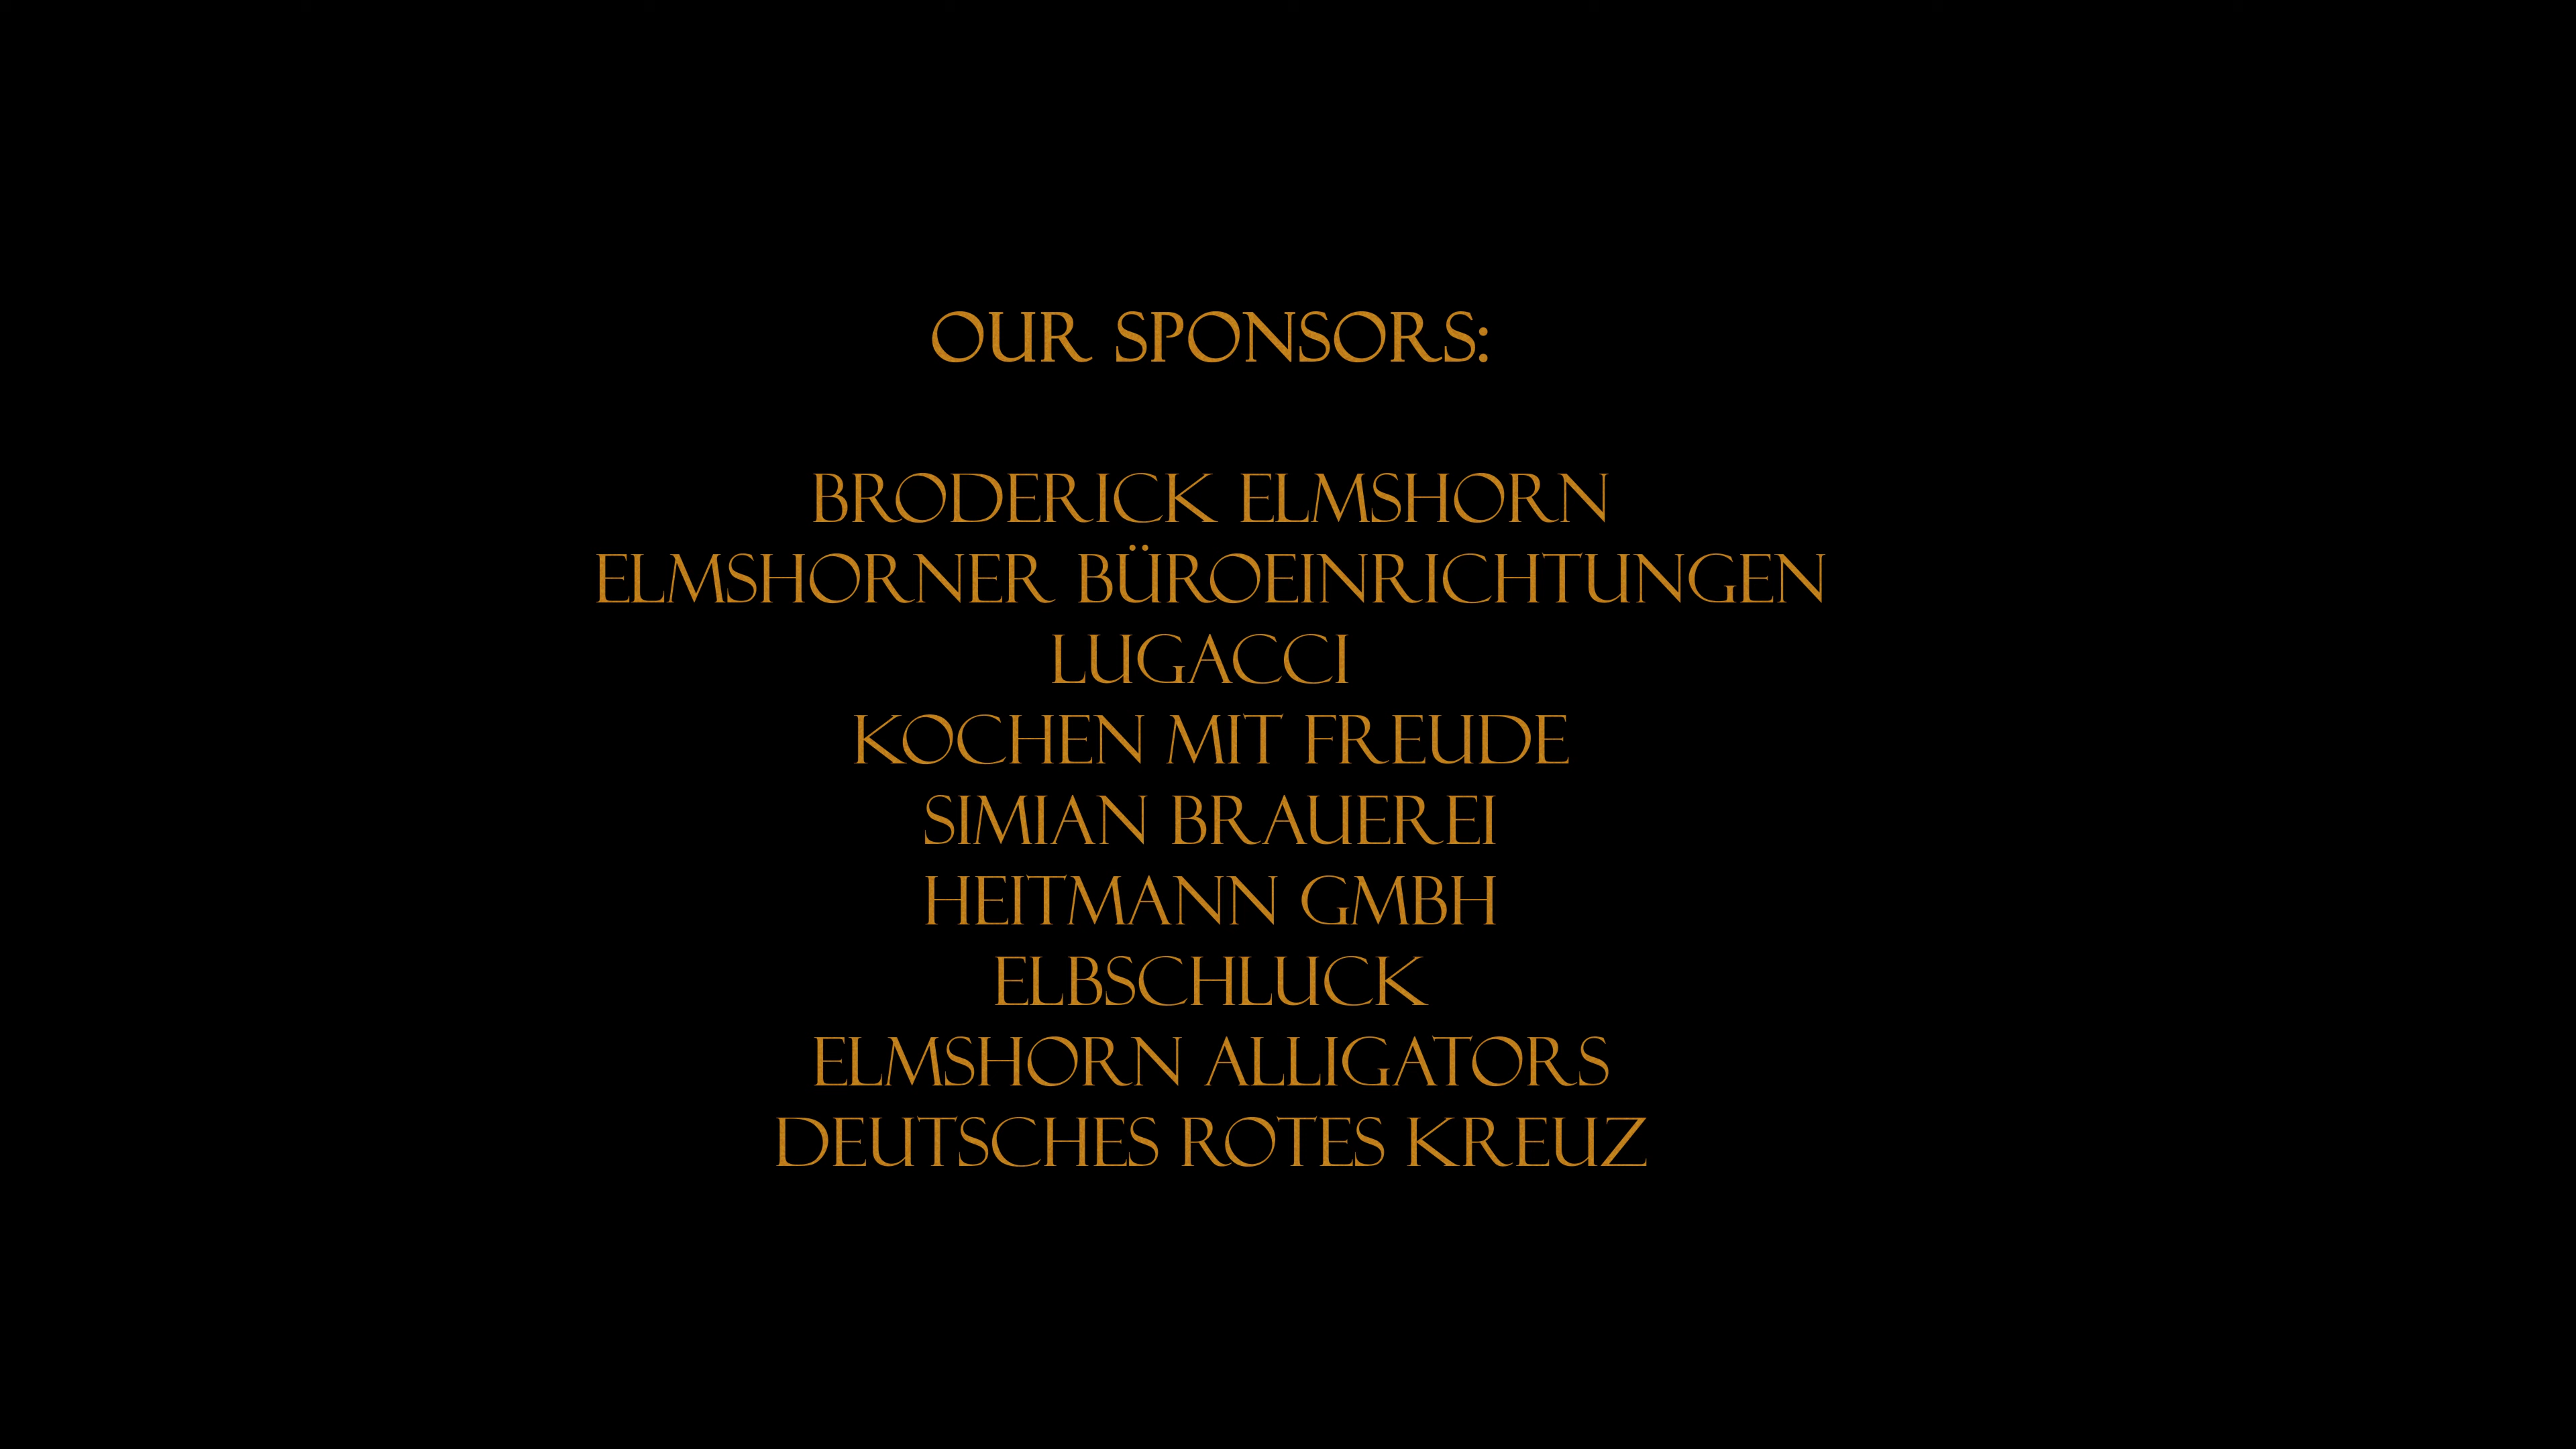 OUR SPONSORS:
BRODERICK ELMSHORN
ELMSHORNER BÜROEINRICHTUNGEN
LUGACCI
KOCHEN MIT FREUDE
SIMIAN BRAUEREI
HEITMANN GMBH
ELBSCHLUCK
ELMSHORN ALLIGATORS
DEUTSCHES ROTES KREUZ